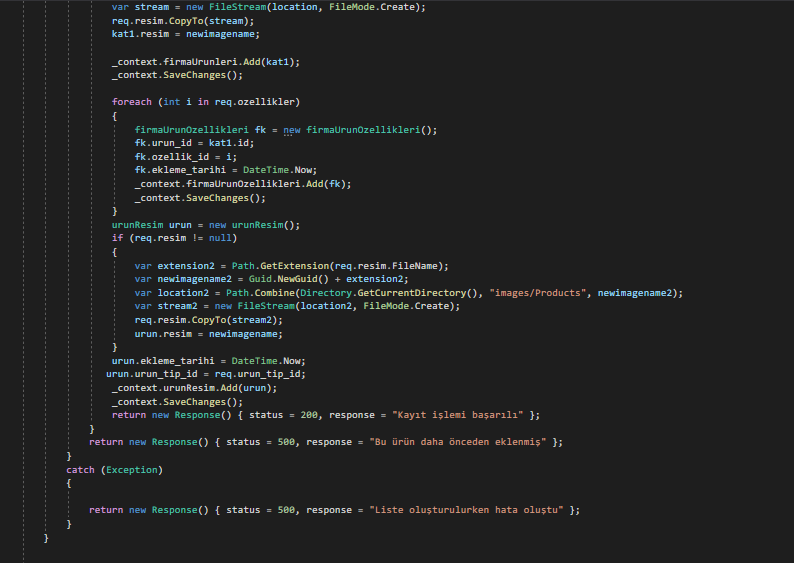 var stream = new FileStream(location, FileMode.Create);
req.resim.CopyTo(stream);
kat1.resim = newimagename;
_context.firmaUrunleri.Add(kat1);
_context.SaveChanges();
foreach (int i in req.ozellikler)
{
firmaUrunOzellikleri fk = new firmaUrunOzellikleri();
fk.urun_id = kat1.id;
fk.ozellik_id = i;
fk.ekleme_tarihi = DateTime.Now;
_context.firmaUrunOzellikleri.Add(fk);
_context.SaveChanges();
}
urunResim urun = new urunResim();
if (req.resim != null)
{
var extension2 = Path.GetExtension(req.resim.FileName);
var newimagename2 = Guid.NewGuid() + extension2;
var location2 = Path.Combine(Directory.GetCurrentDirectory(), "images/Products", newimagename2);
var stream2 = new FileStream(location2, FileMode.Create);
req.resim.CopyTo(stream2);
urun.resim = newimagename;
}
urun.ekleme_tarihi = DateTime.Now;
urun.urun_tip_id = req.urun_tip_id;
_context.urunResim.Add(urun);
_context.SaveChanges();
return new Response() { status = 200, response = "Kayıt işlemi başarılı" };
}
return new Response() { status = 500, response = "Bu ürün daha önceden eklenmiş" };
}
catch (Exception)
{
return new Response() { status = 500, response = "Liste oluşturulurken hata oluştu" };
}
}